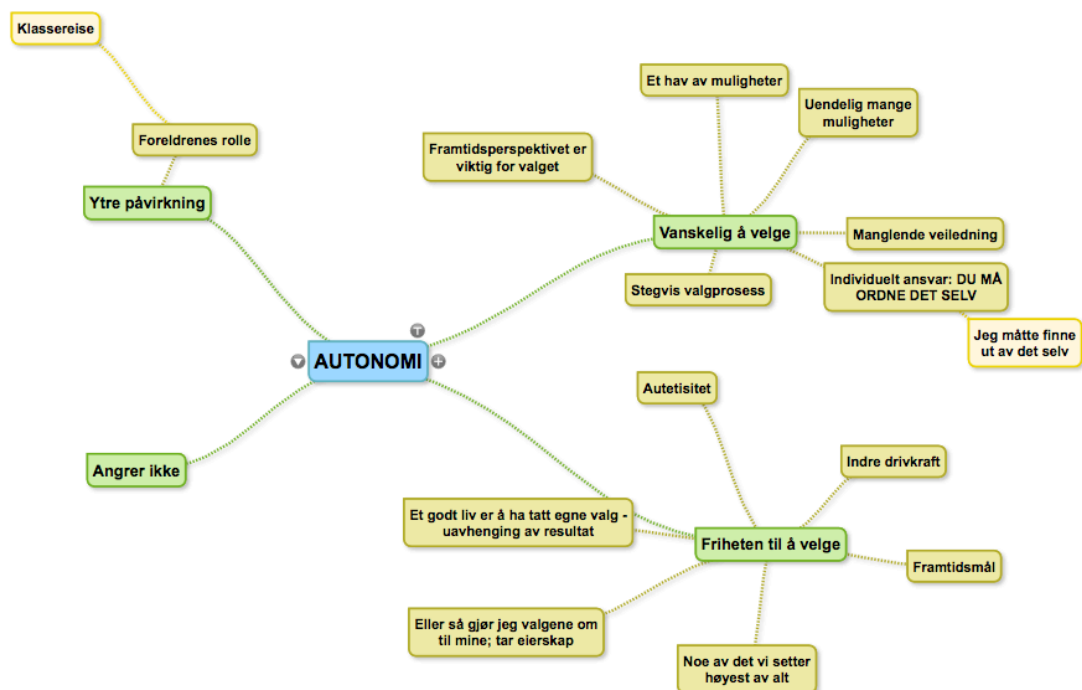 Klassereise
Foreldrenes rolle
Ytre påvirkning
AUTONOMI
Angrer ikke
Et hav av muligheter
Uendelig mange
muligheter
Framtidsperspektivet er
viktig for valget
Vanskelig å velge
Manglende veiledning
Stegvis valgprosess
Individuelt ansvar: DU MÅ
ORDNE DET SELV
Jeg måtte finne
ut av det selv
Autetisitet
Indre drivkraft
Et godt liv er å ha tatt egne valg -
uavhenging av resultat
Friheten til å velge
Framtidsmål
Eller så gjør jeg valgene om
til mine; tar eierskap
Noe av det vi setter
høyest av alt